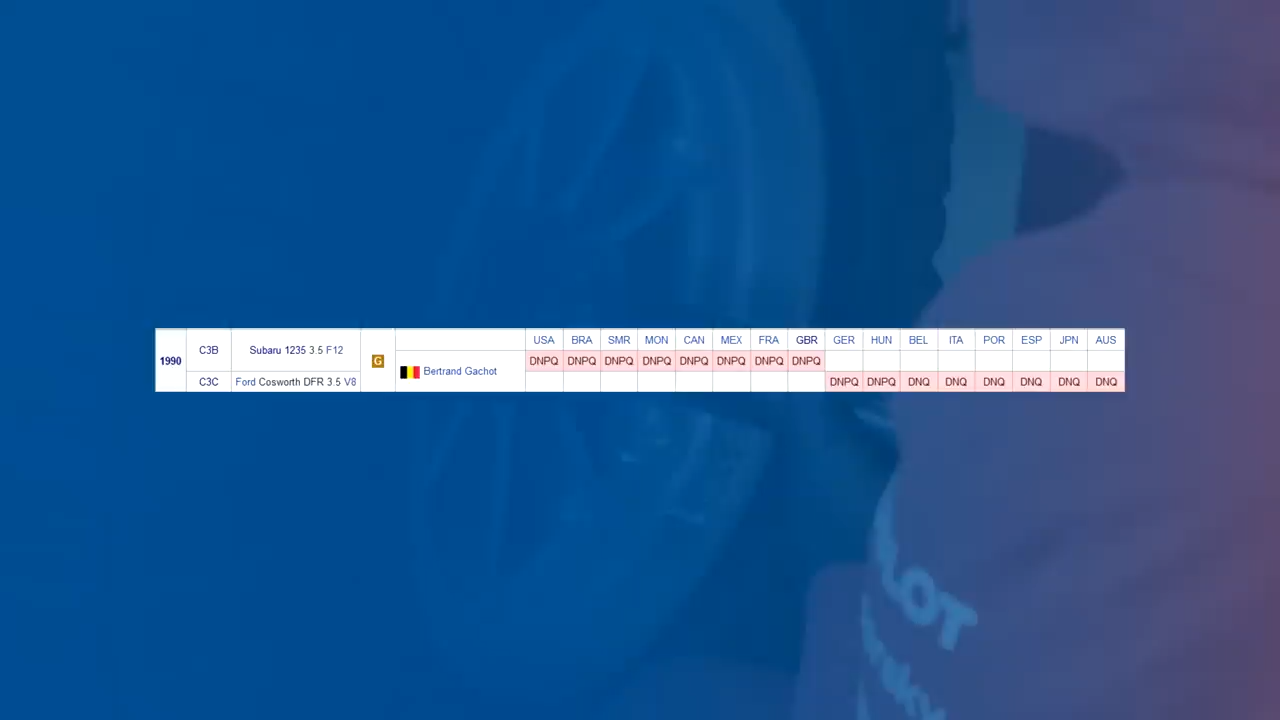 USA BRA SMR MON CAN MEX FRA GBR GER HUN BEL ITA POR ESP JPN AUS
1990 C3B Subaru 1235 3.5 F12 G Bertrand Gachot DNPQ DNPQ DNPQ DNPQ DNPQ DNPQ DNPQ DNPQ
C3C Ford Cosworth DFR 3.5 V8 DNPQ DNPQ DNQ DNQ DNQ DNQ DNQ DNQ